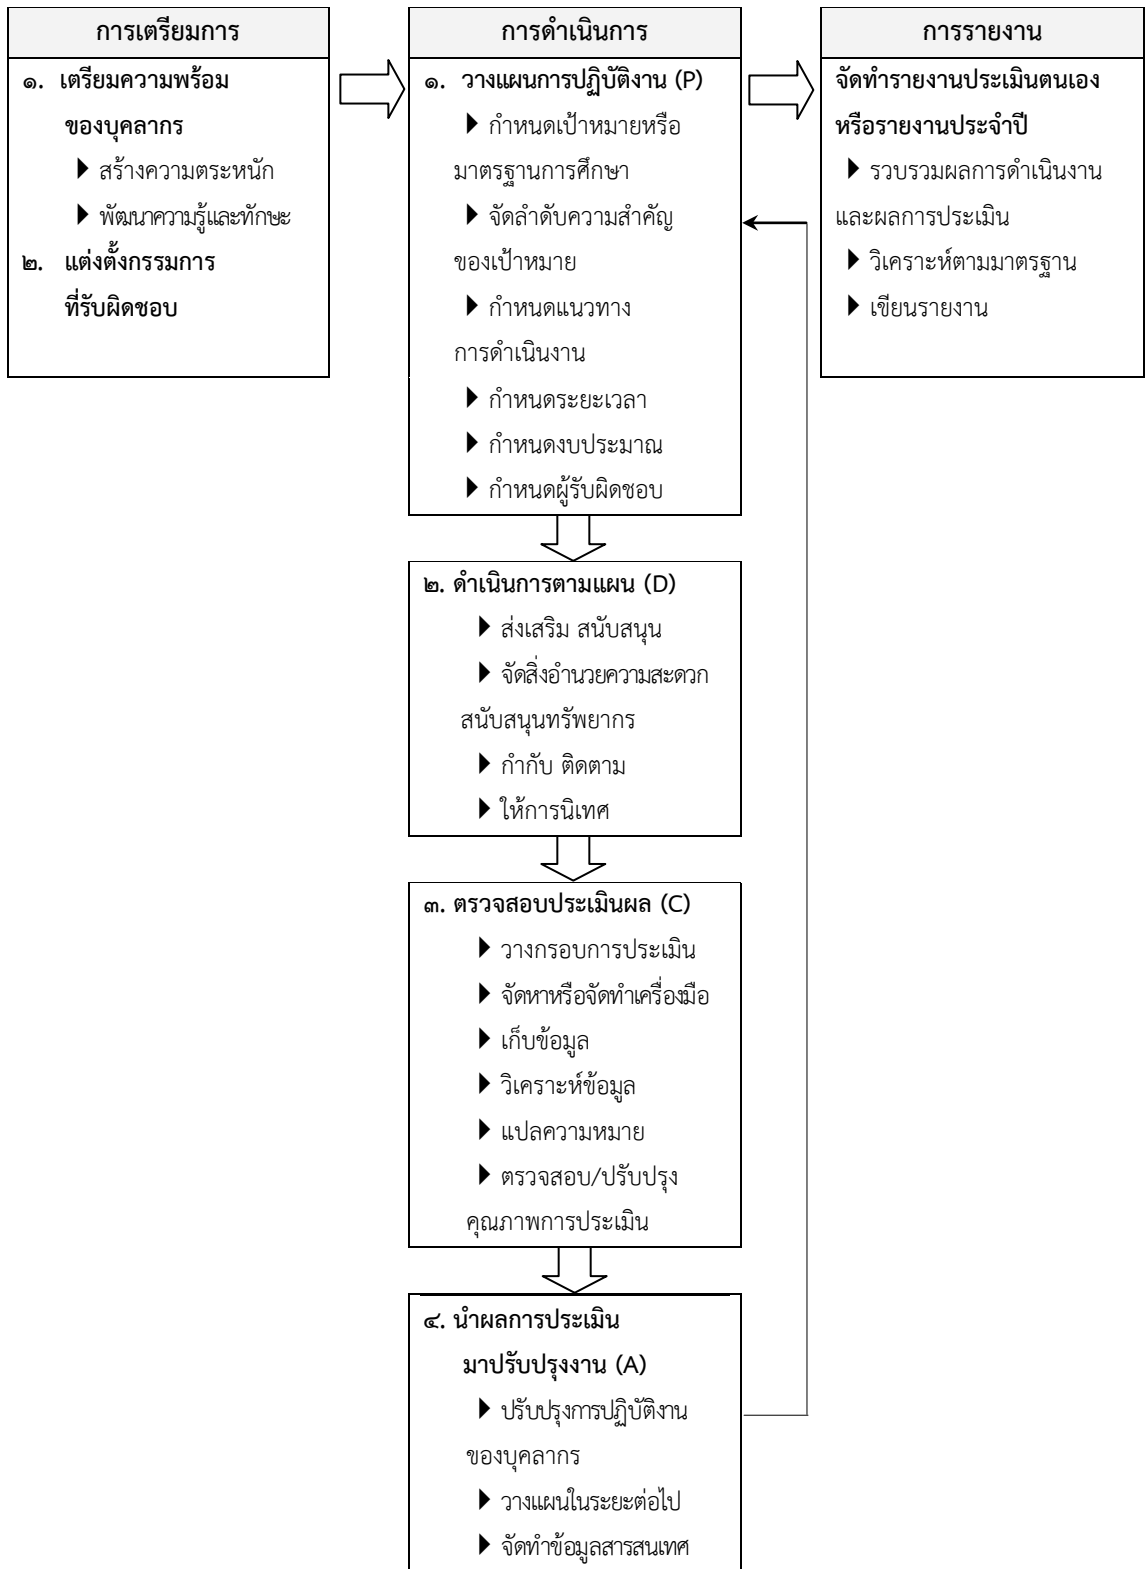 การเตรียมการ
๑. เตรียมความพร้อม
ของบุคลากร
สร้างความตระหนัก
พัฒนาความรู้และทักษะ
๒. แต่งตั้งกรรมการ
ที่รับผิดชอบ
การดำเนินการ
๑. วางแผนการปฏิบัติงาน (P)
กำหนดเป้าหมายหรือ
มาตรฐานการศึกษา
จัดลำดับความสำคัญ
ของเป้าหมาย
กำหนดแนวทาง
การดำเนินงาน
กำหนดระยะเวลา
กำหนดงบประมาณ
กำหนดผู้รับผิดชอบ
๒. ดำเนินการตามแผน (D)
ส่งเสริม สนับสนุน
จัดสิ่งอำนวยความสะดวก
สนับสนุนทรัพยากร
กำกับ ติดตาม
ให้การนิเทศ
๓. ตรวจสอบประเมินผล (C)
วางกรอบการประเมิน
จัดหาหรือจัดทำเครื่องมือ
เก็บข้อมูล
วิเคราะห์ข้อมูล
แปลความหมาย
ตรวจสอบ/ปรับปรุง
คุณภาพการประเมิน
๔. นำผลการประเมิน
มาปรับปรุงงาน (A)
ปรับปรุงการปฏิบัติงาน
ของบุคลากร
วางแผนในระยะต่อไป
จัดทำข้อมูลสารสนเทศ
การรายงาน
จัดทำรายงานประเมินตนเอง
หรือรายงานประจำปี
รวบรวมผลการดำเนินงาน
และผลการประเมิน
วิเคราะห์ตามมาตรฐาน
เขียนรายงาน